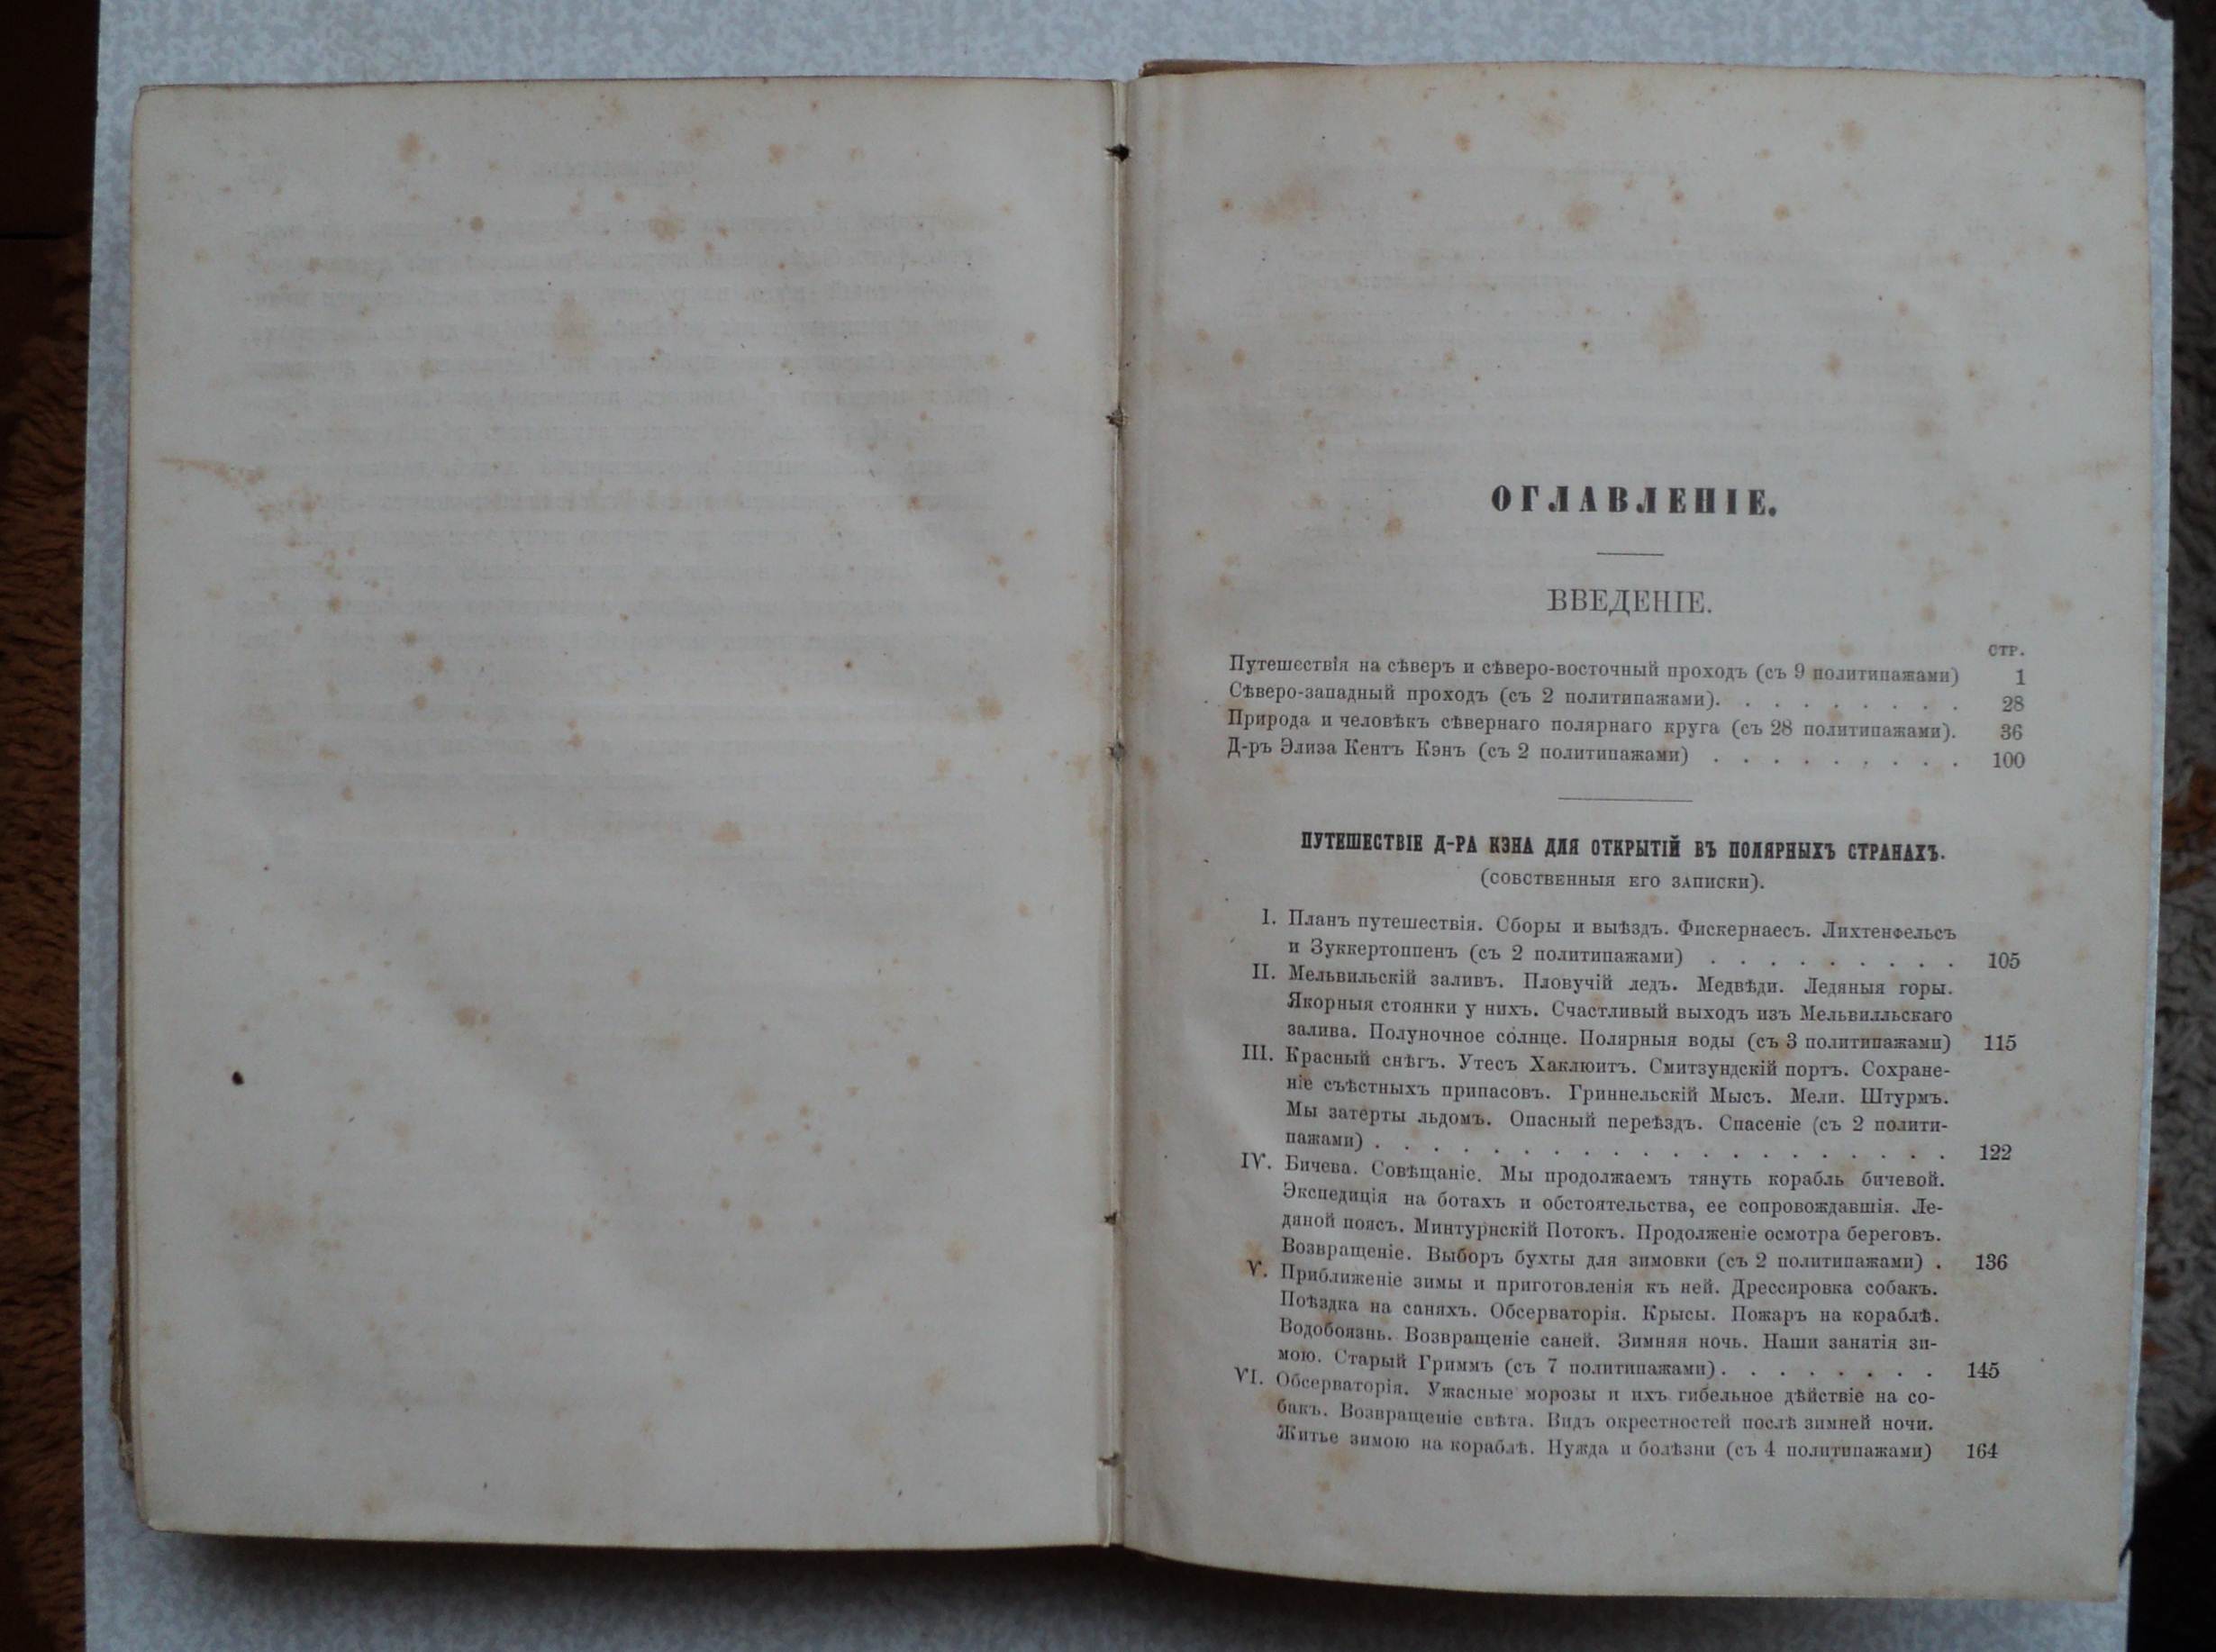 ОГЛАВЛЕНІЕ.
ВВЕДЕНІЕ.
СТР.
Путешествія на сѣверъ и сѣверо-восточный проходъ (съ 9 политипажами) 1
Сѣверо-западный проходъ (съ 2 политипажами). . . . . . . . . 28
Природа и человѣкъ сѣвернаго полярнаго круга (съ 28 политипажами). 36
Д-ръ Элиза Кентъ Кэнъ (съ 2 политипажами) . . . . . . . . . 100
ПУТЕШЕСТВІЕ Д-РА КЭНА ДЛЯ ОТКРЫТІЙ ВЪ ПОЛЯРНЫХЪ СТРАНАХЪ.
(СОБСТВЕННЫЯ ЕГО ЗАПИСКИ).
I. Планъ путешествія. Сборы и выѣздъ. Фискернаесъ. Лихтенфельсъ
и Зуккертоппенъ (съ 2 политипажами) . . . . . . . . . 105
II. Мельвильскій заливъ. Пловучій ледъ. Медвѣди. Ледяныя горы.
Якорныя стоянки у нихъ. Счастливый выходъ изъ Мельвилльскаго
залива. Полуночное солнце. Полярныя воды (съ 3 политипажами) 115
III. Красный снѣгъ. Утесъ Хаклюитъ. Смитзундскій портъ. Сохране-
ніе съѣстныхъ припасовъ. Гриннельскій Мысъ. Мели. Штурмъ.
Мы затерты льдомъ. Опасный переѣздъ. Спасеніе (съ 2 полити-
пажами) . . . . . . . . . . . . . . . . . . . . 122
IV. Бичева. Совѣщаніе. Мы продолжаемъ тянуть корабль бичевой.
Экспедиція на ботахъ и обстоятельства, ее сопровождавшія. Ле-
дяной поясъ. Минтурнскій Потокъ. Продолженіе осмотра береговъ.
Возвращеніе. Выборъ бухты для зимовки (съ 2 политипажами) . 136
V. Приближеніе зимы и приготовленія къ ней. Дрессировка собакъ.
Поѣздка на саняхъ. Обсерваторія. Крысы. Пожаръ на кораблѣ.
Водобоязнь. Возвращеніе саней. Зимняя ночь. Наши занятія зи-
мою. Старый Гриммъ (съ 7 политипажами). . . . . . . . 145
VI. Обсерваторія. Ужасные морозы и ихъ гибельное дѣйствіе на со-
бакъ. Возвращеніе свѣта. Видъ окрестностей послѣ зимней ночи.
Житье зимою на кораблѣ. Нужда и болѣзни (съ 4 политипажами) 164